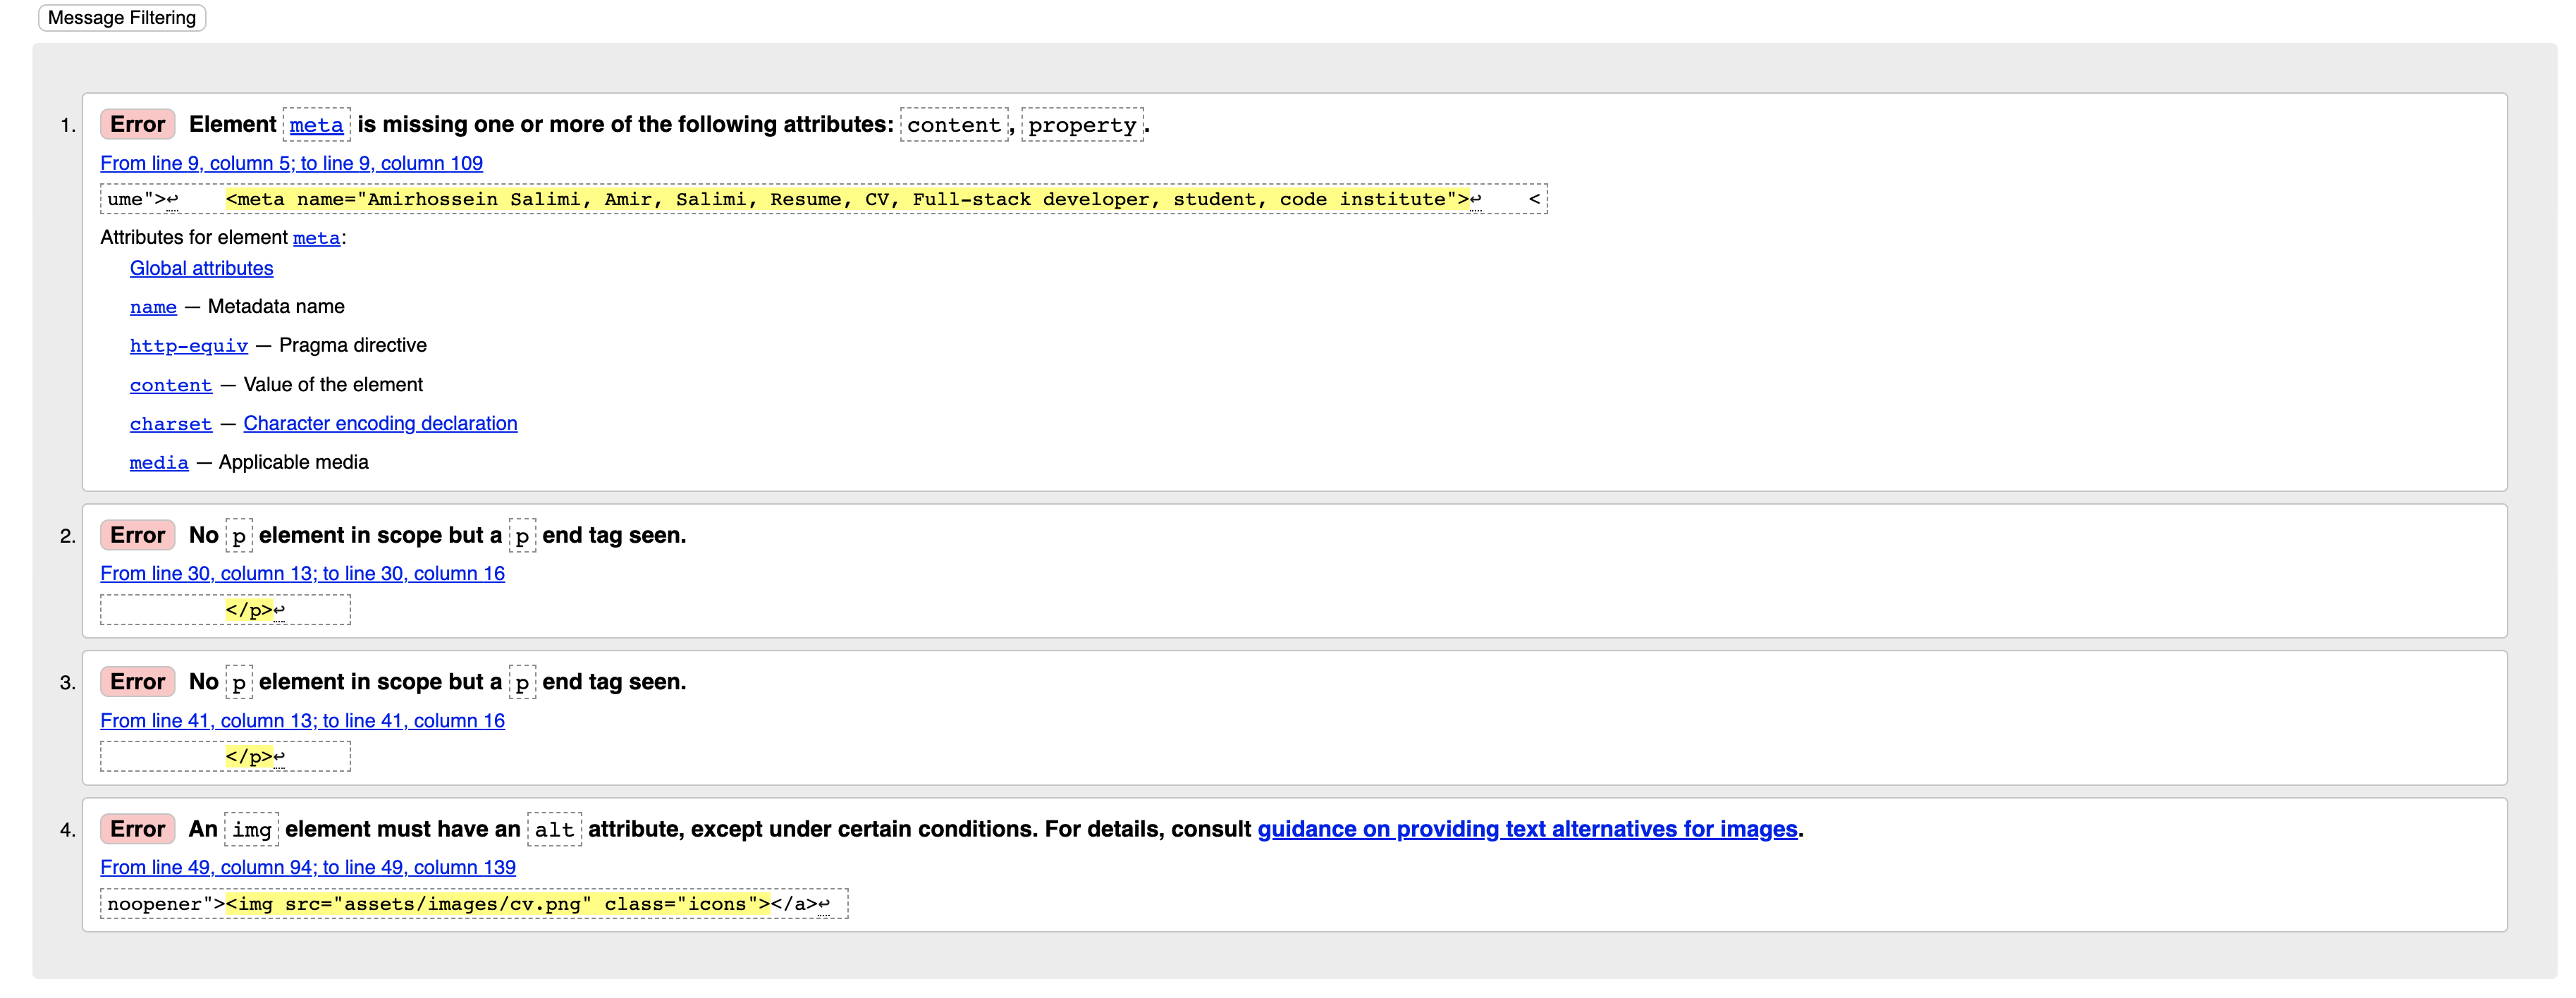 Message Filtering
1. Error Element meta is missing one or more of the following attributes: content, property.
From line 9, column 5; to line 9, column 109
ume">↩    <meta name="Amirhossein Salimi, Amir, Salimi, Resume, CV, Full-stack developer, student, code institute">↩    <
Attributes for element meta:
Global attributes
name — Metadata name
http-equiv — Pragma directive
content — Value of the element
charset — Character encoding declaration
media — Applicable media
2. Error No p element in scope but a p end tag seen.
From line 30, column 13; to line 30, column 16
</p>↩
3. Error No p element in scope but a p end tag seen.
From line 41, column 13; to line 41, column 16
</p>↩
4. Error An img element must have an alt attribute, except under certain conditions. For details, consult guidance on providing text alternatives for images.
From line 49, column 94; to line 49, column 139
noopener"><img src="assets/images/cv.png" class="icons"></a>↩